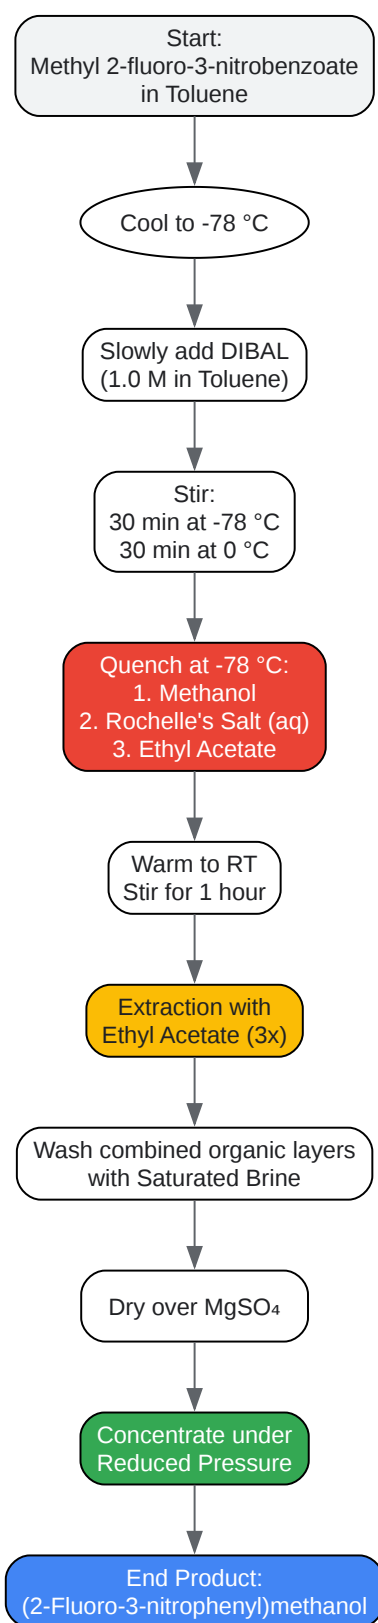 Start:
Methyl 2-fluoro-3-nitrobenzoate
in Toluene
Cool to -78 °C
Slowly add DIBAL
(1.0 M in Toluene)
Stir:
30 min at -78 °C
30 min at 0 °C
Quench at -78 °C:
1. Methanol
2. Rochelle's Salt (aq)
3. Ethyl Acetate
Warm to RT
Stir for 1 hour
Extraction with
Ethyl Acetate (3x)
Wash combined organic layers
with Saturated Brine
Dry over MgSO₄
Concentrate under
Reduced Pressure
End Product:
(2-Fluoro-3-nitrophenyl)methanol